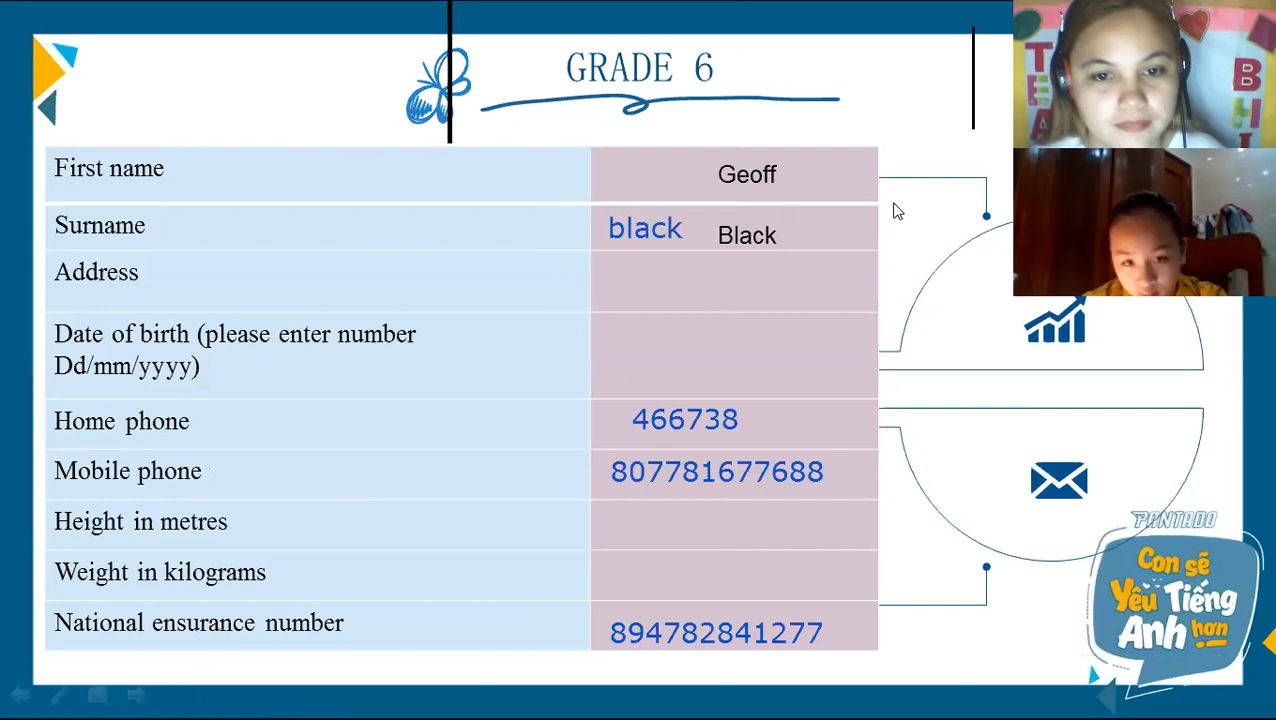 GRADE 6
First name Geoff
Surname black Black
Address
Date of birth (please enter number
Dd/mm/yyyy)
Home phone 466738
Mobile phone 807781677688
Height in metres
Weight in kilograms
National ensurance number 894782841277
PANTADO
Con sẽ
Yêu Tiếng
Anh hơn